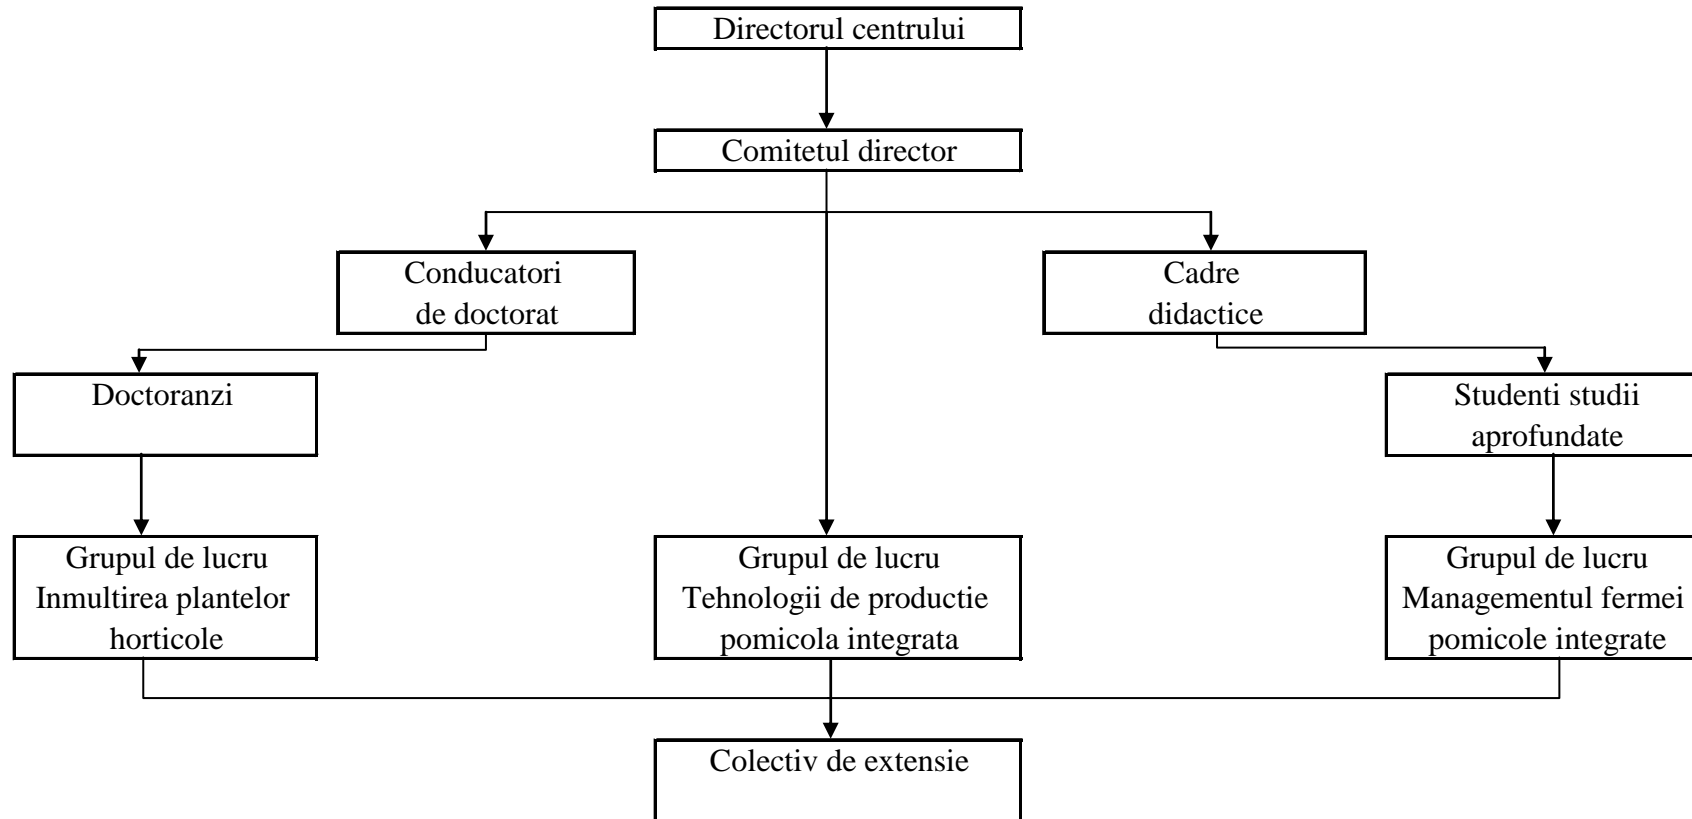 Directorul centrului
Comitetul director
Conducatori
de doctorat
Cadre
didactice
Doctoranzi
Studenti studii
aprofundate
Grupul de lucru
Inmultirea plantelor
horticole
Grupul de lucru
Tehnologii de productie
pomicola integrata
Grupul de lucru
Managementul fermei
pomicole integrate
Colectiv de extensie